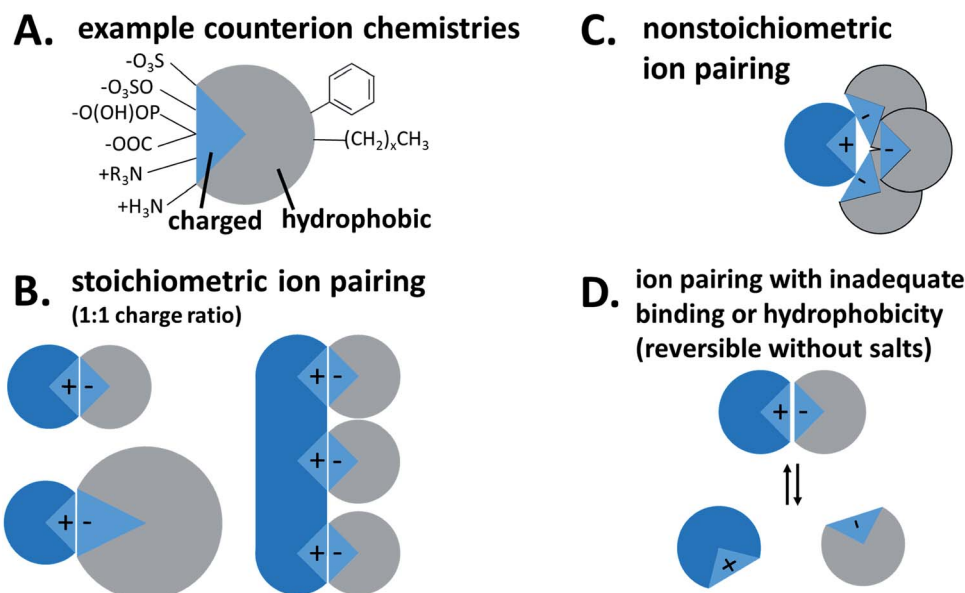 A. example counterion chemistries
-O₃S
-O₃SO
-O(OH)OP
-OOC
+R₃N
+H₃N
(CH₂)ₓCH₃
charged
hydrophobic
B. stoichiometric ion pairing
(1:1 charge ratio)
+ -
+ -
+ -
+ -
+ -
C. nonstoichiometric
ion pairing
-
+ -
-
D. ion pairing with inadequate
binding or hydrophobicity
(reversible without salts)
+ -
+ -